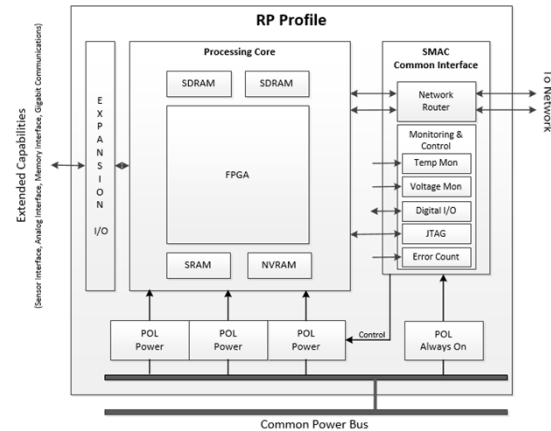 RP Profile
Processing Core
SMAC
Common Interface
SDRAM
SDRAM
Network
Router
To Network
EXPANSION I/O
Extended Capabilities
(Sensor Interface, Analog Interface, Memory Interface, Gigabit Communications)
FPGA
Monitoring &
Control
Temp Mon
Voltage Mon
Digital I/O
JTAG
Error Count
SRAM
NVRAM
POL
Power
POL
Power
POL
Power
Control
POL
Always On
Common Power Bus